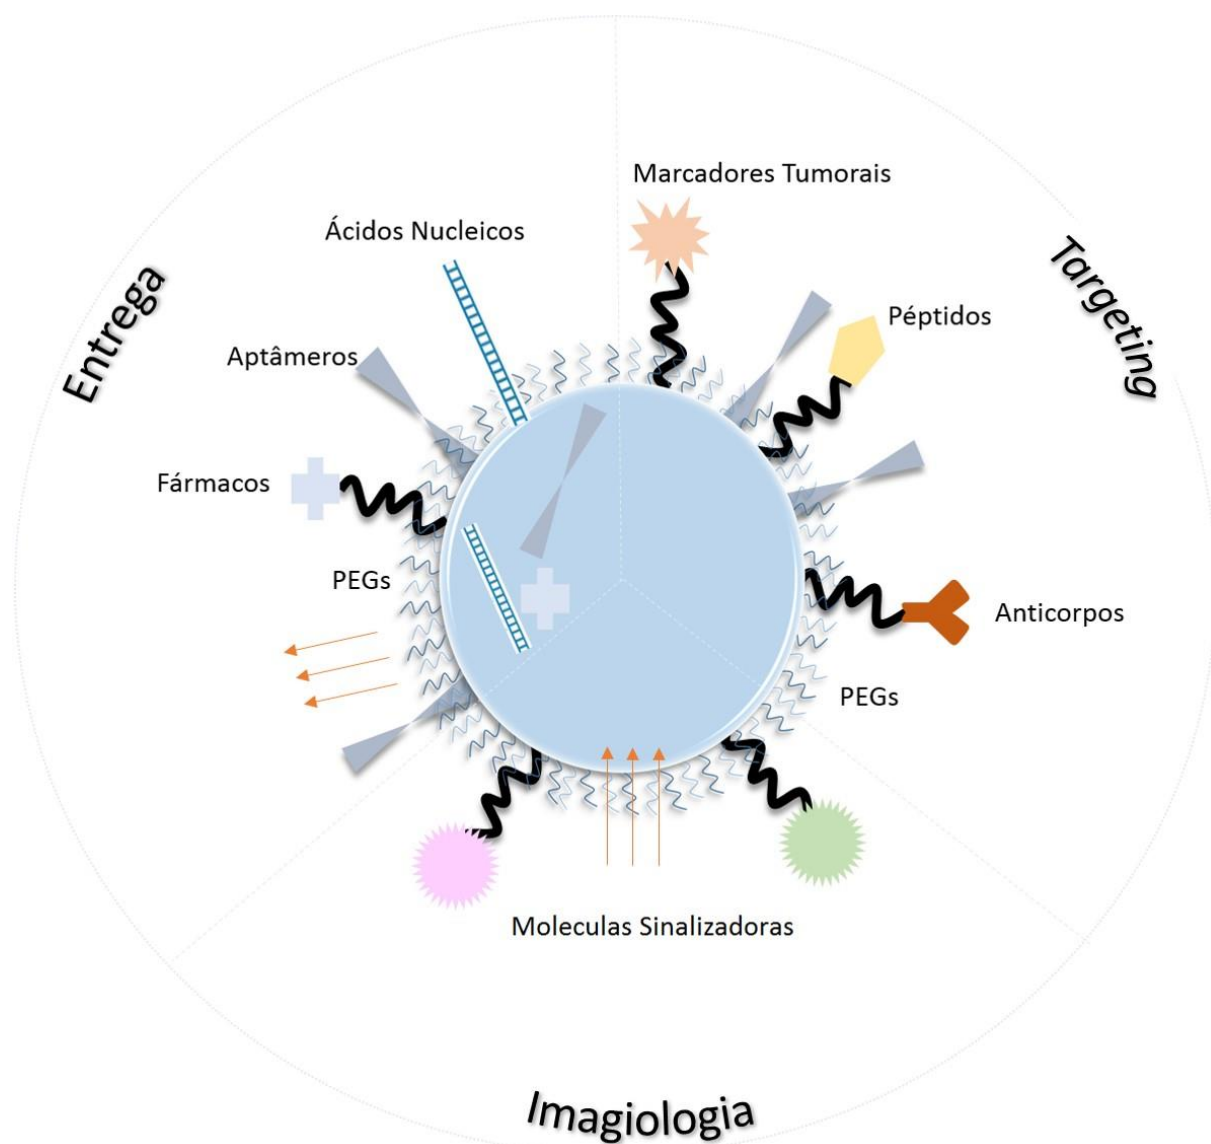 Marcadores Tumorais
Ácidos Nucleicos
Targeting
Entrega
Péptidos
Aptâmeros
Fármacos
PEGs
Anticorpos
PEGs
Moleculas Sinalizadoras
Imagiologia